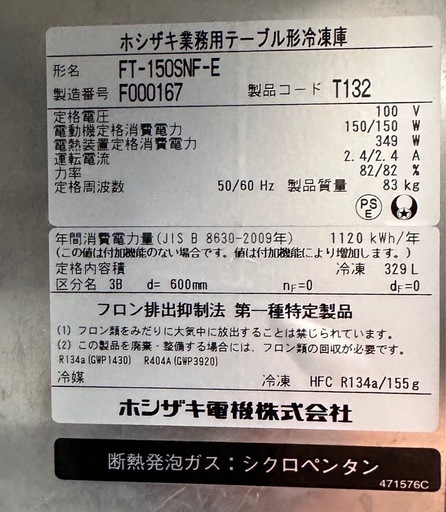 ホシザキ業務用テーブル形冷凍庫
形名 FT-150SNF-E
製造番号 F000167 製品コード T132
定格電圧 100 V
電動機定格消費電力 150/150 W
電熱装置定格消費電力 349 W
運転電流 2.4/2.4 A
力率 82/82 %
定格周波数 50/60 Hz 製品質量 83 kg
PS
E
年間消費電力量(JIS B 8630-2009年) 1120 kWh/年
(この値は付加機能のない場合です。値は付加機能により増加します。)
定格内容積 冷凍 329L
区分名 3B d= 600mm nF=0 dF=0
フロン排出抑制法 第一種特定製品
(1) フロン類をみだりに大気中に放出することは禁じられています。
(2) この製品を廃棄・整備する場合には、フロン類の回収が必要です。
R134a(GWP1430) R404A(GWP3920)
冷媒 冷凍 HFC R134a/155g
ホシザキ電機株式会社
断熱発泡ガス：シクロペンタン
471576C